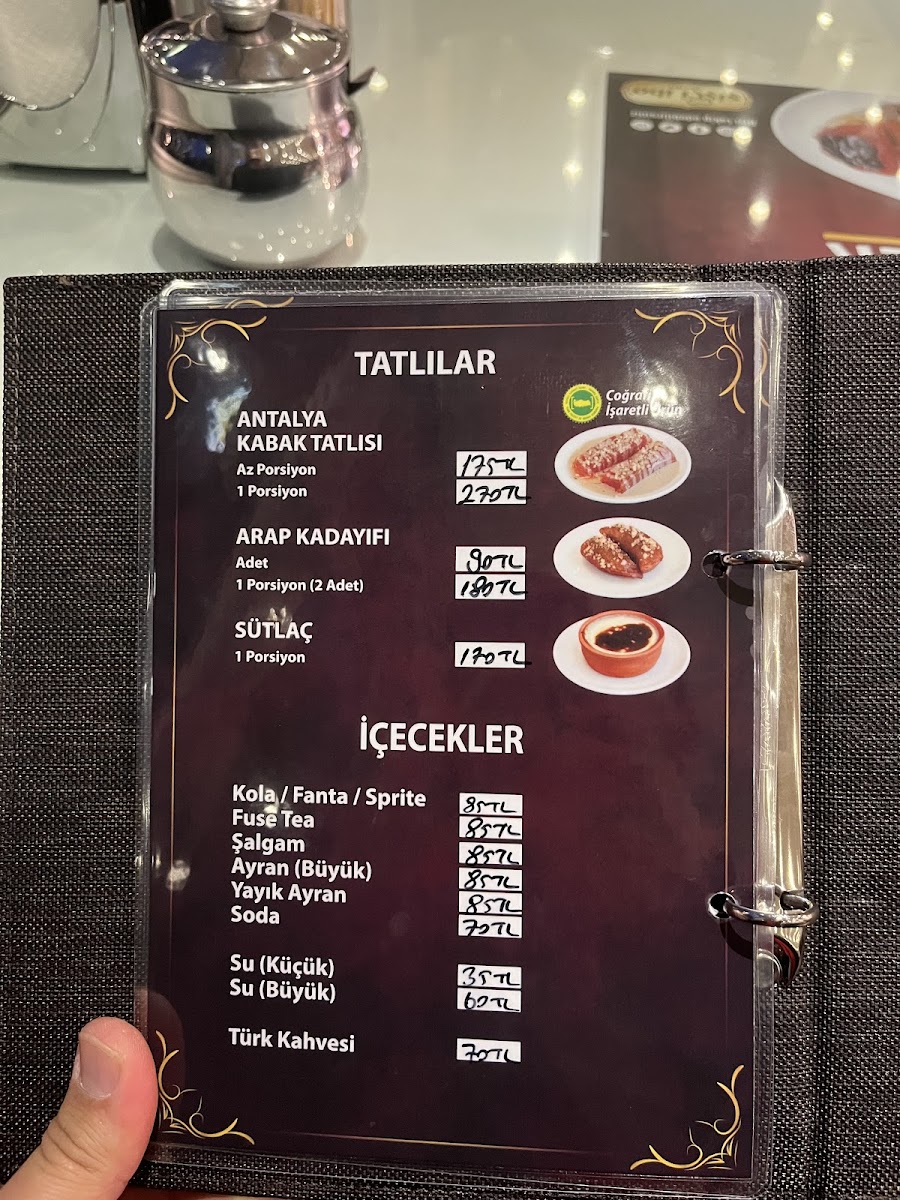 TATLILAR
Coğrafi
İşaretli Ürün
ANTALYA
KABAK TATLISI
Az Porsiyon 175TL
1 Porsiyon 270TL
ARAP KADAYIFI
Adet 90TL
1 Porsiyon (2 Adet) 180TL
SÜTLAÇ
1 Porsiyon 170TL
İÇECEKLER
Kola / Fanta / Sprite 85TL
Fuse Tea 85TL
Şalgam 85TL
Ayran (Büyük) 85TL
Yayık Ayran 85TL
Soda 70TL
Su (Küçük) 35TL
Su (Büyük) 60TL
Türk Kahvesi 70TL